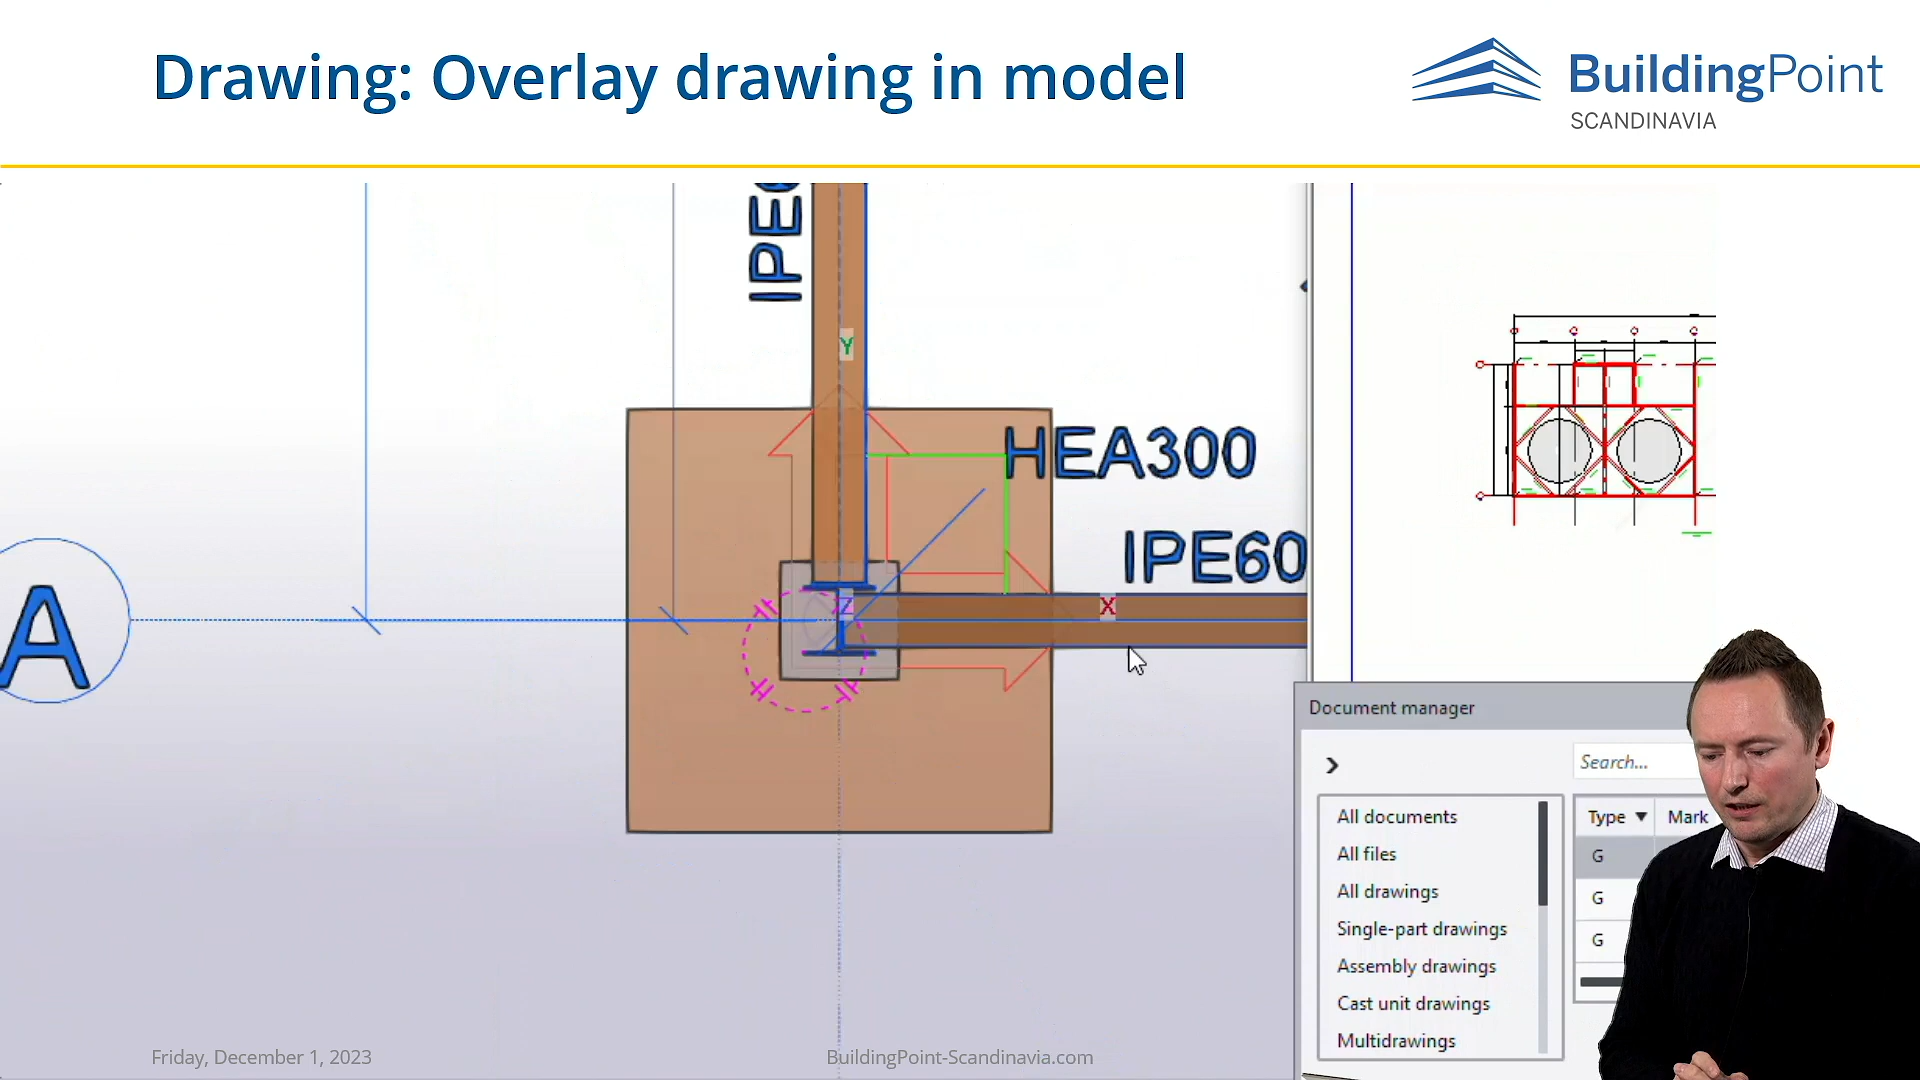 Drawing: Overlay drawing in model
BuildingPoint
SCANDINAVIA
Y
HEA300
IPE60
A
Z
X
Document manager
Search...
All documents
All files
All drawings
Single-part drawings
Assembly drawings
Cast unit drawings
Multidrawings
Type Mark
G
G
G
Friday, December 1, 2023
BuildingPoint-Scandinavia.com